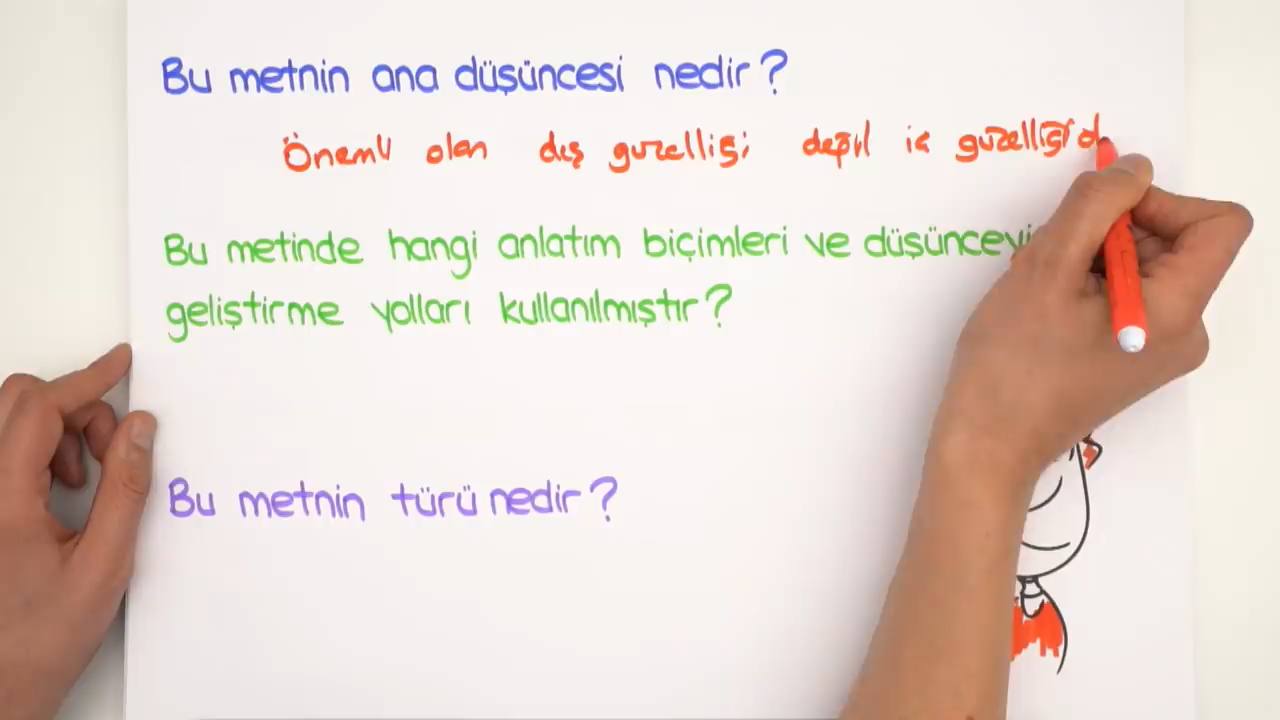 Bu metnin ana düşüncesi nedir?
Önemli olan dış güzelliği değil iç güzelliği
Bu metinde hangi anlatım biçimleri ve düşünceyi
geliştirme yolları kullanılmıştır?
Bu metnin türü nedir?